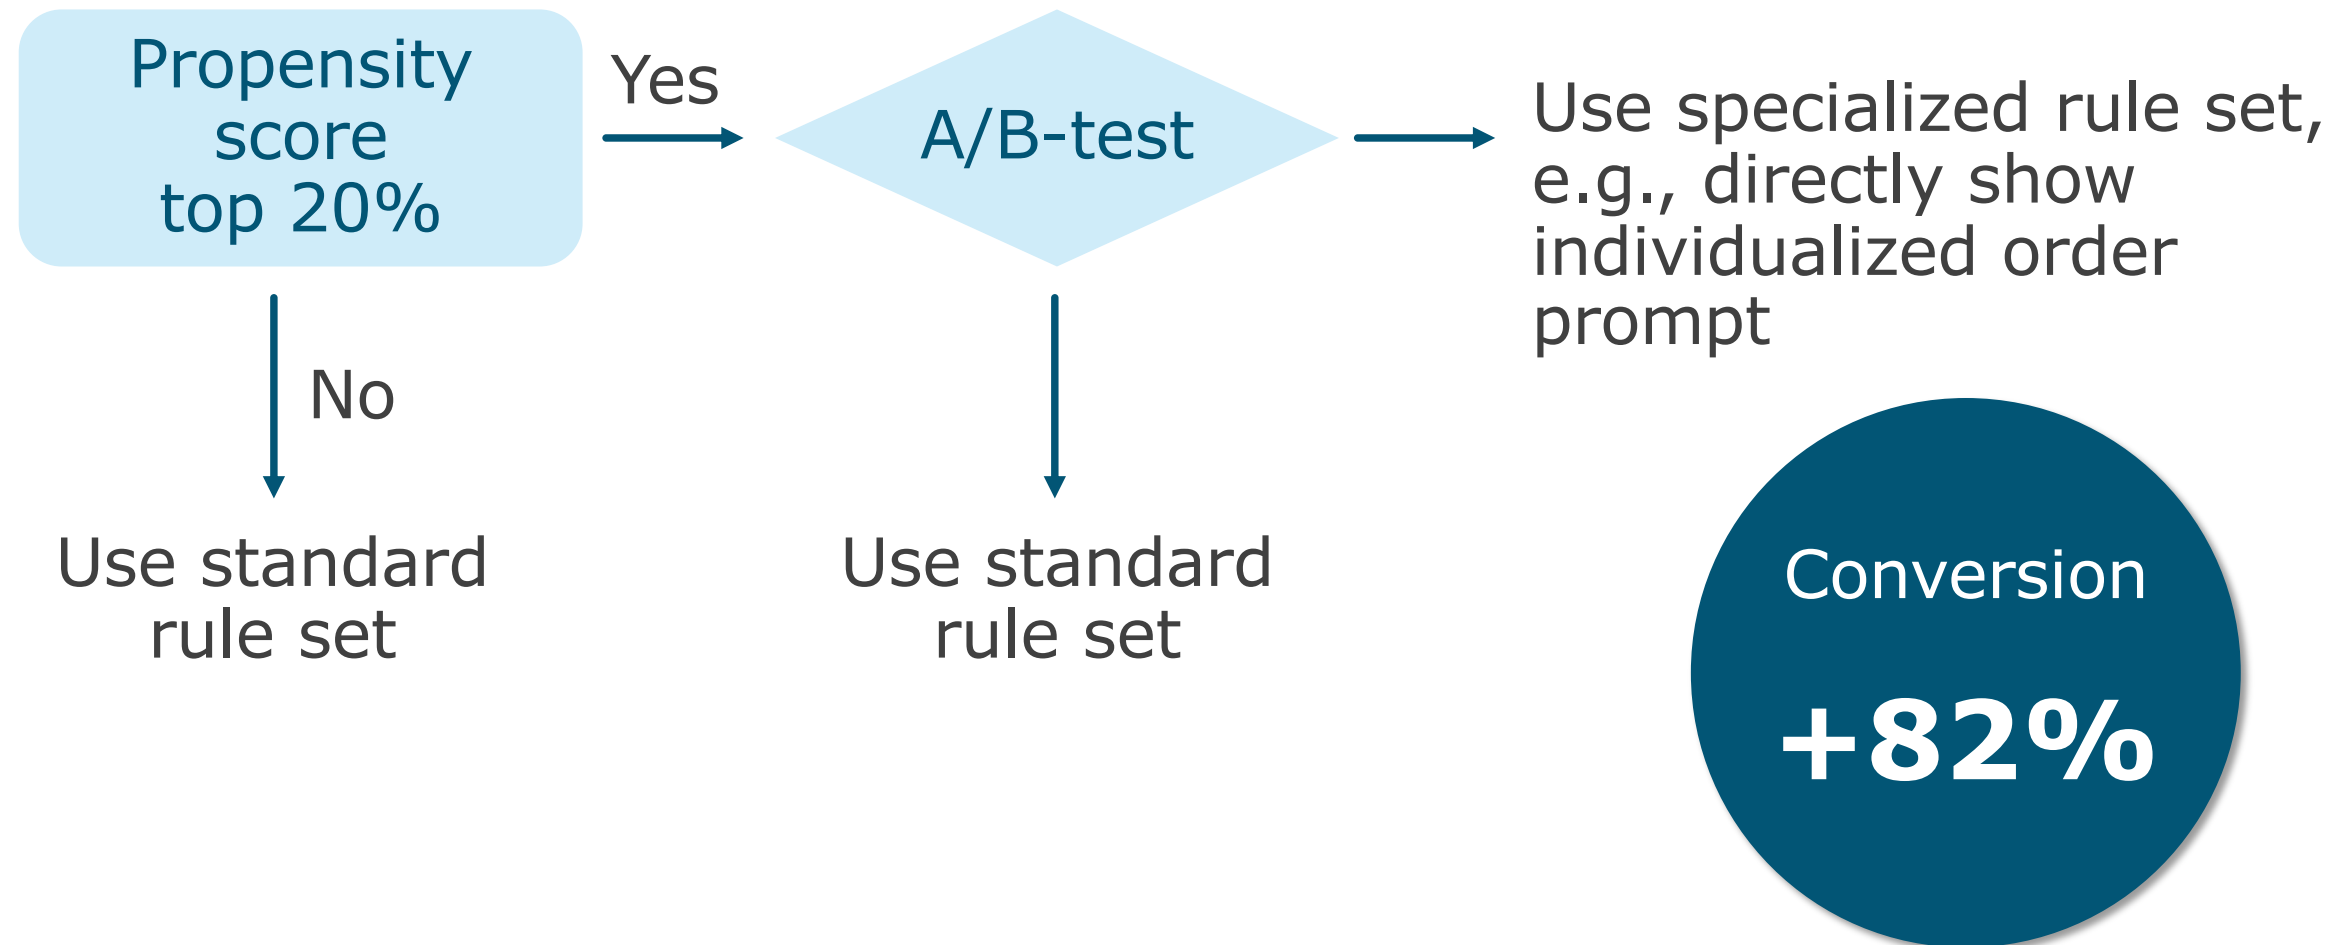 Propensity
score
top 20%
Yes
A/B-test
Use specialized rule set,
e.g., directly show
individualized order
prompt
No
Use standard
rule set
Use standard
rule set
Conversion
+82%